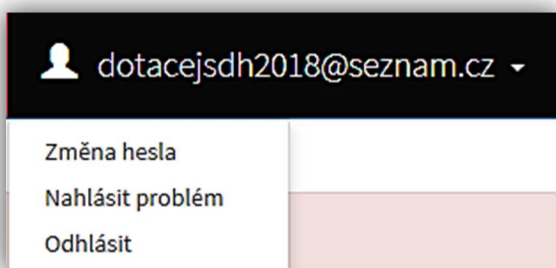 dotacejsdh2018@seznam.cz
Změna hesla
Nahlásit problém
Odhlásit